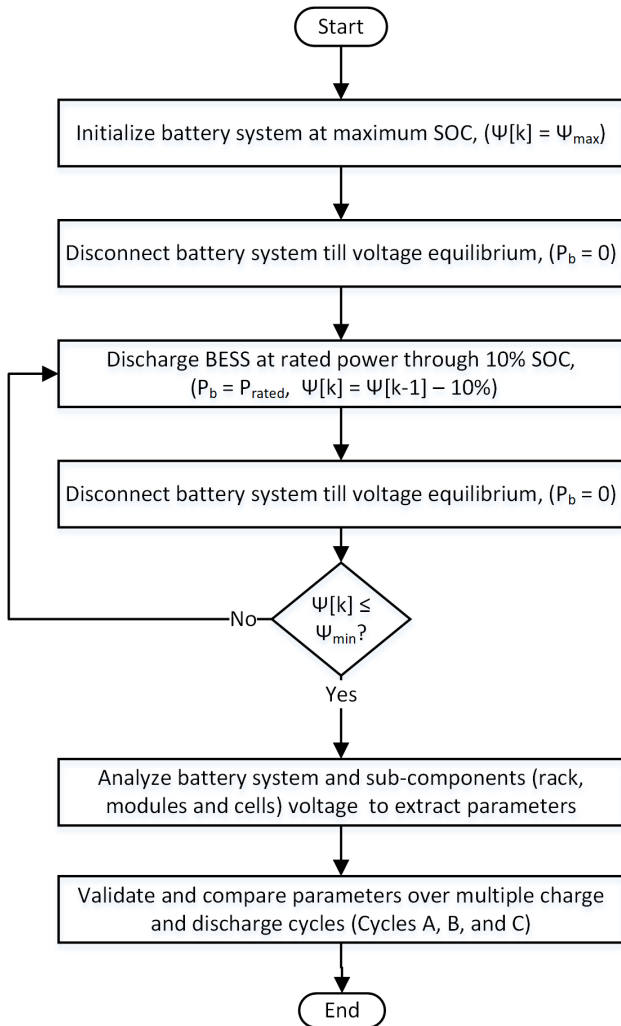 Start
Initialize battery system at maximum SOC, (Ψ[k] = Ψmax)
Disconnect battery system till voltage equilibrium, (Pb = 0)
Discharge BESS at rated power through 10% SOC,
(Pb = Prated, Ψ[k] = Ψ[k-1] – 10%)
Disconnect battery system till voltage equilibrium, (Pb = 0)
Ψ[k] ≤
Ψmin?
No
Yes
Analyze battery system and sub-components (rack,
modules and cells) voltage to extract parameters
Validate and compare parameters over multiple charge
and discharge cycles (Cycles A, B, and C)
End